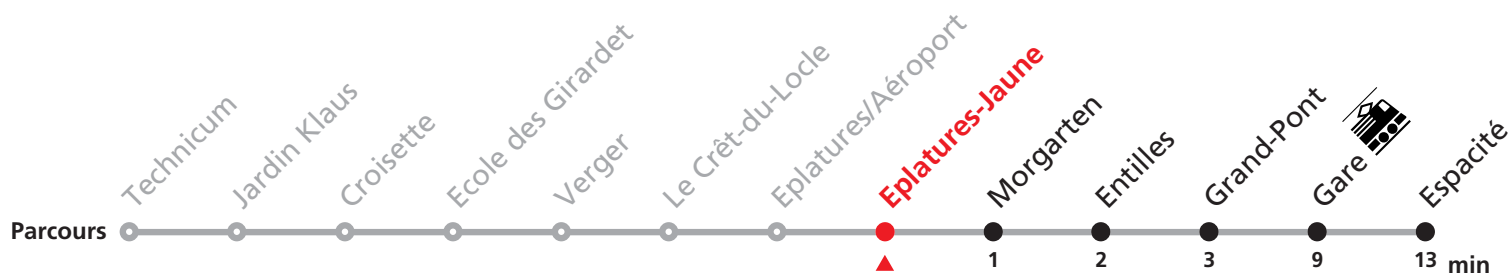 Technicum
Jardin Klaus
Croisette
Ecole des Girardet
Verger
Le Crêt-du-Locle
Eplatures/Aéroport
Eplatures-Jaune
Morgarten
Entilles
Grand-Pont
Gare
Espacité
Parcours
1 2 3 9 13 min